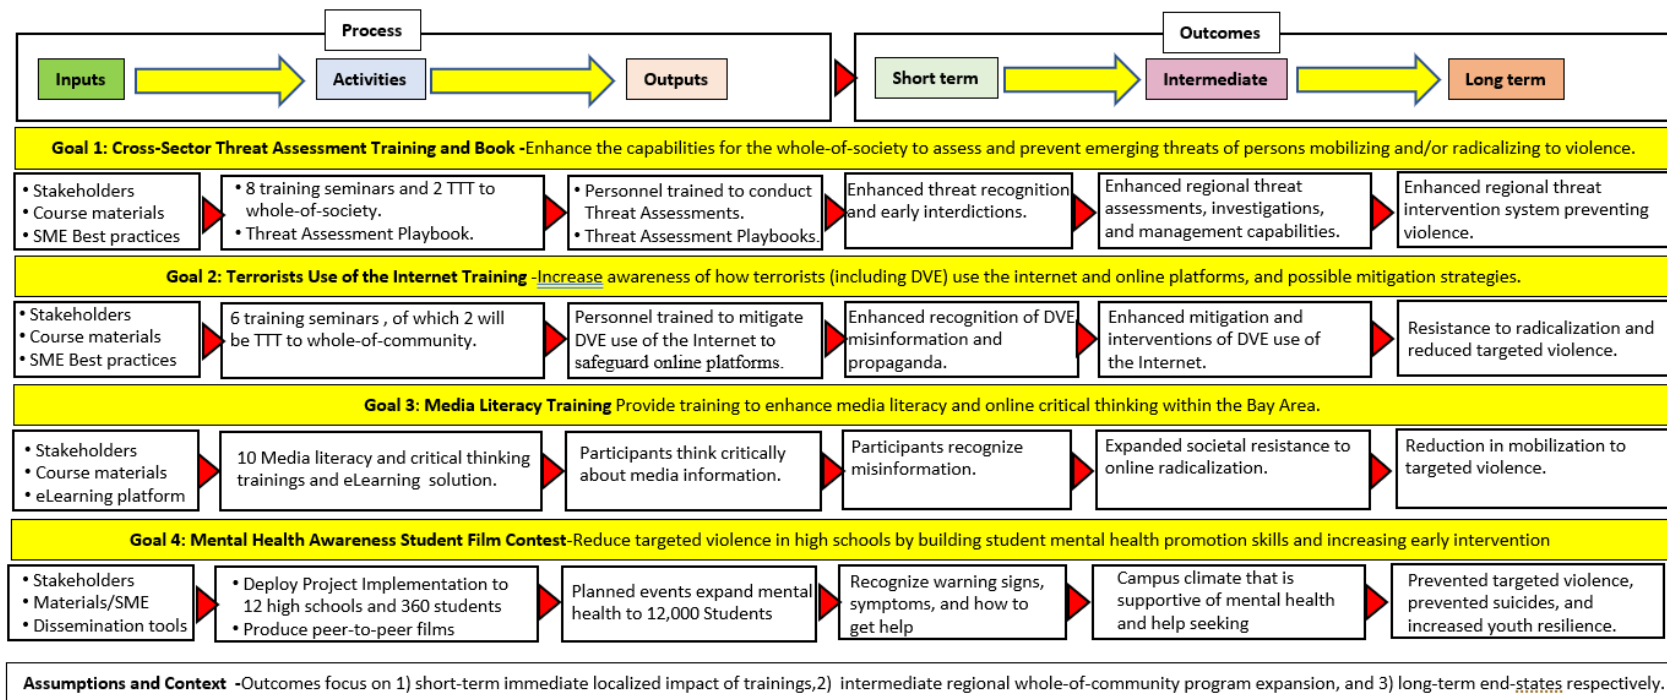 Process
Outcomes
Inputs
Activities
Outputs
Short term
Intermediate
Long term
Goal 1: Cross-Sector Threat Assessment Training and Book -Enhance the capabilities for the whole-of-society to assess and prevent emerging threats of persons mobilizing and/or radicalizing to violence.
• Stakeholders
• Course materials
• SME Best practices
• 8 training seminars and 2 TTT to
whole-of-society.
• Threat Assessment Playbook.
• Personnel trained to conduct
Threat Assessments.
• Threat Assessment Playbooks.
Enhanced threat recognition
and early interdictions.
Enhanced regional threat
assessments, investigations,
and management capabilities.
Enhanced regional threat
intervention system preventing
violence.
Goal 2: Terrorists Use of the Internet Training -Increase awareness of how terrorists (including DVE) use the internet and online platforms, and possible mitigation strategies.
• Stakeholders
• Course materials
• SME Best practices
6 training seminars , of which 2 will
be TTT to whole-of-community.
Personnel trained to mitigate
DVE use of the Internet to
safeguard online platforms.
Enhanced recognition of DVE
misinformation and
propaganda.
Enhanced mitigation and
interventions of DVE use of
the Internet.
Resistance to radicalization and
reduced targeted violence.
Goal 3: Media Literacy Training Provide training to enhance media literacy and online critical thinking within the Bay Area.
• Stakeholders
• Course materials
• eLearning platform
10 Media literacy and critical thinking
trainings and eLearning solution.
Participants think critically
about media information.
Participants recognize
misinformation.
Expanded societal resistance to
online radicalization.
Reduction in mobilization to
targeted violence.
Goal 4: Mental Health Awareness Student Film Contest-Reduce targeted violence in high schools by building student mental health promotion skills and increasing early intervention
• Stakeholders
• Materials/SME
• Dissemination tools
• Deploy Project Implementation to
12 high schools and 360 students
• Produce peer-to-peer films
Planned events expand mental
health to 12,000 Students
Recognize warning signs,
symptoms, and how to
get help
Campus climate that is
supportive of mental health
and help seeking
Prevented targeted violence,
prevented suicides, and
increased youth resilience.
Assumptions and Context -Outcomes focus on 1) short-term immediate localized impact of trainings,2) intermediate regional whole-of-community program expansion, and 3) long-term end-states respectively.